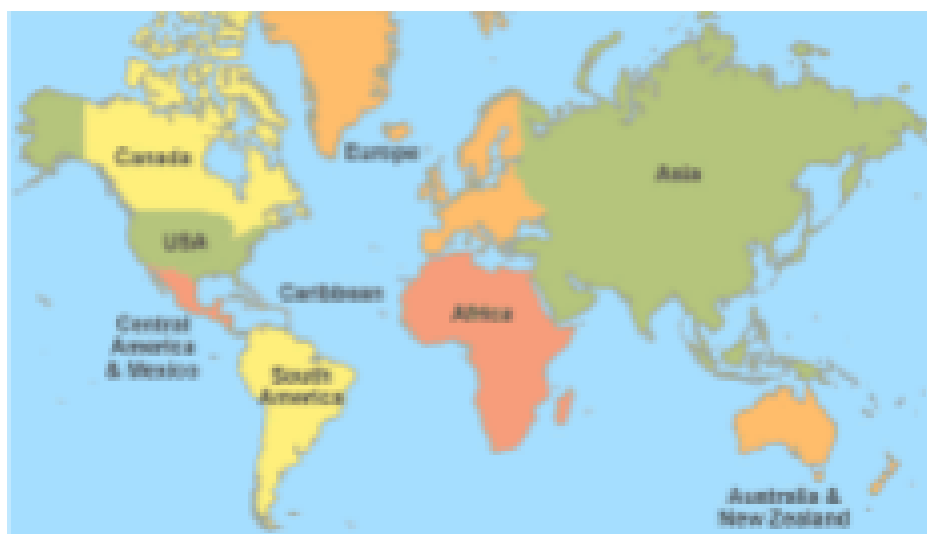 Canada
Europe
Asia
USA
Caribbean
Africa
Central
America
& Mexico
South
America
Australia &
New Zealand